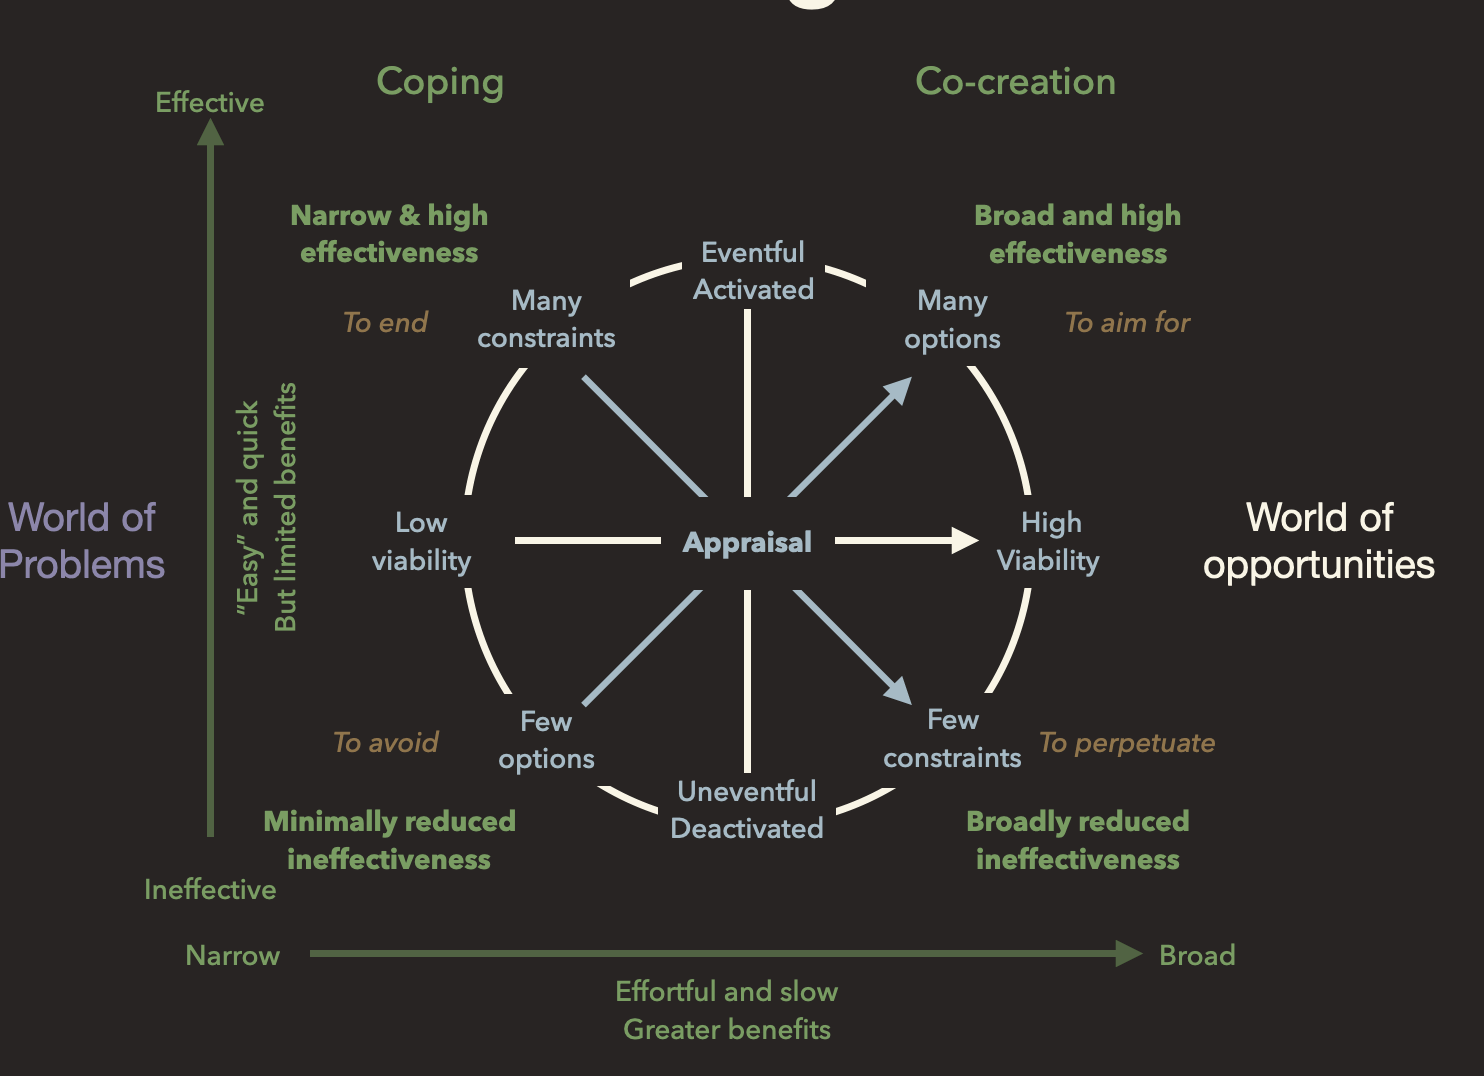 Coping
Co-creation
Effective
Narrow & high
effectiveness
Broad and high
effectiveness
Eventful
Activated
Many
constraints
Many
options
To end
To aim for
"Easy" and quick
But limited benefits
World of
Problems
Low
viability
Appraisal
High
Viability
World of
opportunities
Few
options
Few
constraints
To avoid
To perpetuate
Uneventful
Deactivated
Minimally reduced
ineffectiveness
Broadly reduced
ineffectiveness
Ineffective
Narrow
Broad
Effortful and slow
Greater benefits